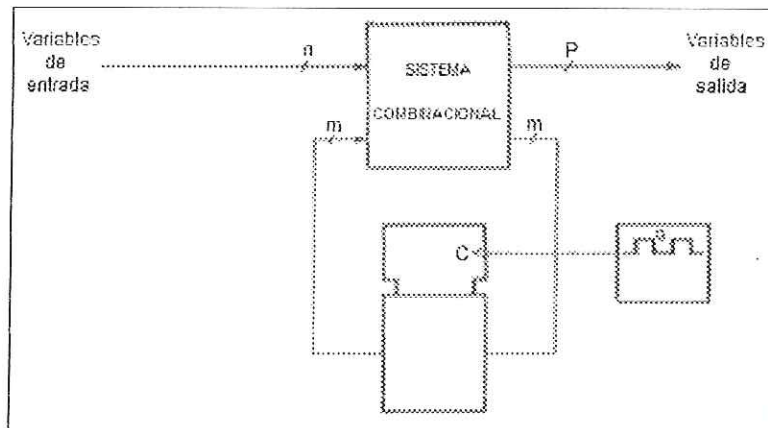 Variables
de
entrada
n
SISTEMA
COMBINACIONAL
P
Variables
de
salida
m
m
C
G